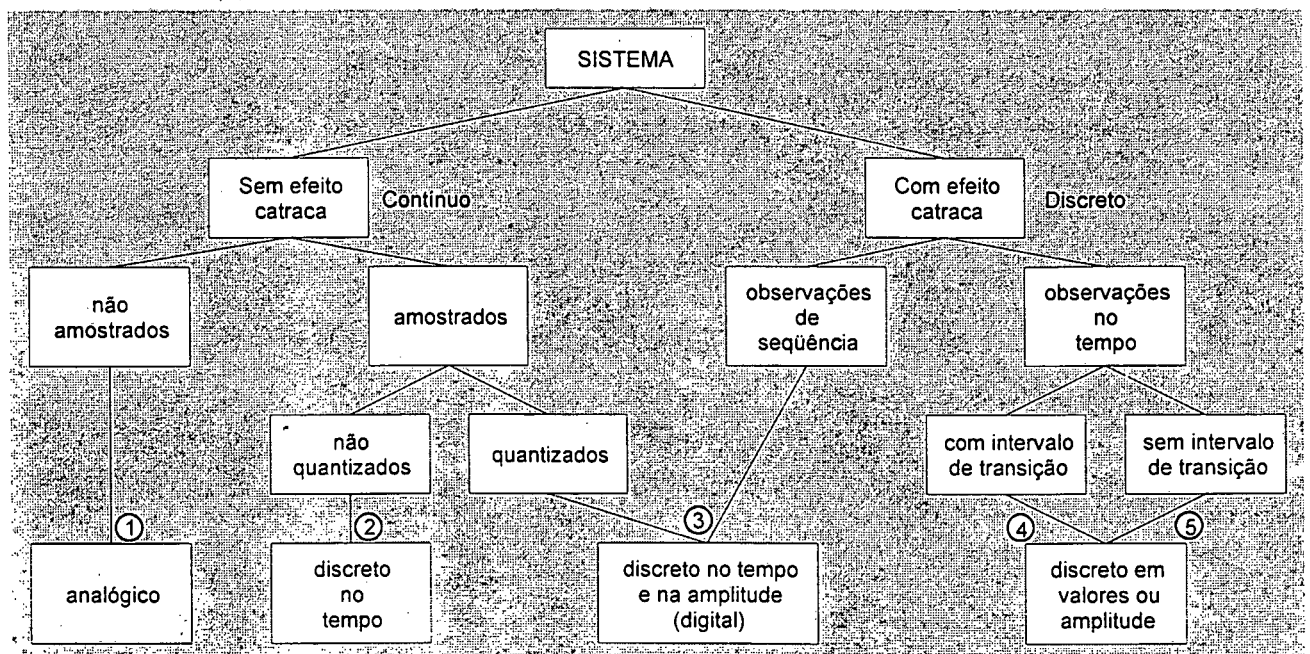 SISTEMA
Sem efeito
catraca
Contínuo
Com efeito
catraca
Discreto
não
amostrados
amostrados
observações
de
seqüência
observações
no
tempo
não
quantizados
quantizados
com intervalo
de transição
sem intervalo
de transição
1
2
3
4
5
analógico
discreto
no
tempo
discreto no tempo
e na amplitude
(digital)
discreto em
valores ou
amplitude